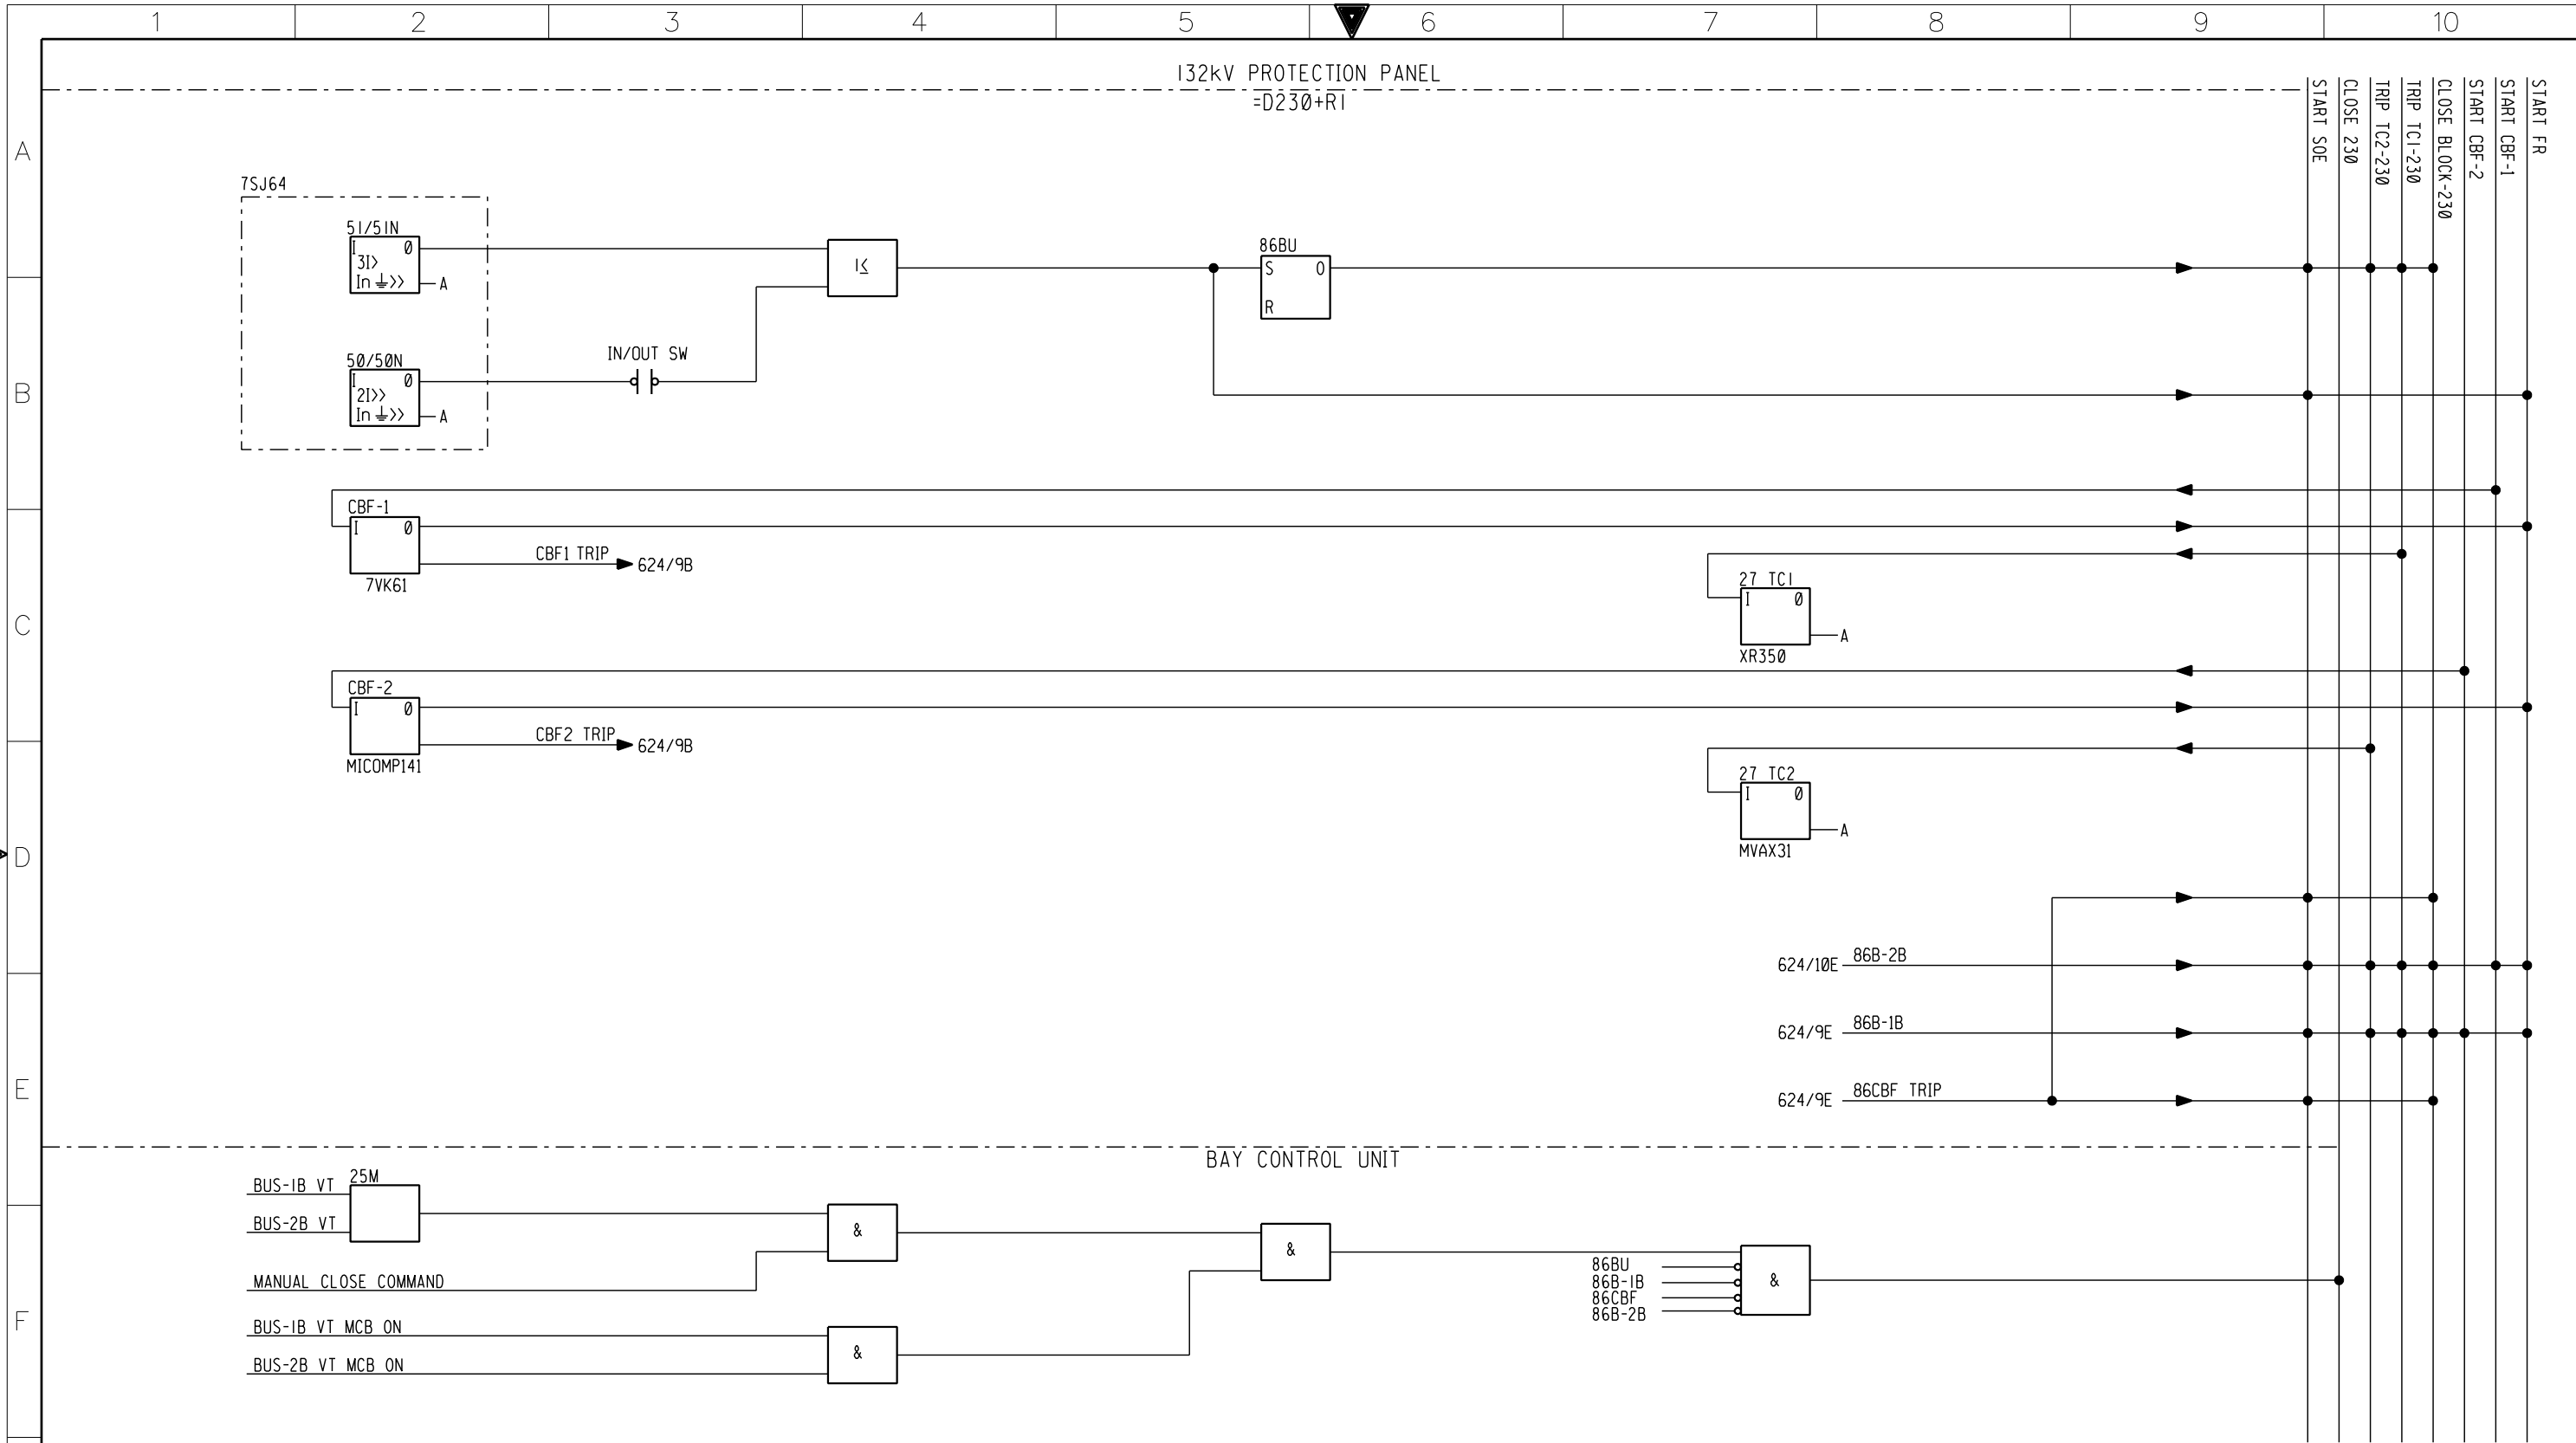 1 2 3 4 5 6 7 8 9 10
132kV PROTECTION PANEL
=D230+R1
START SOE
CLOSE 230
TRIP TC2-230
TRIP TC1-230
CLOSE BLOCK-230
START CBF-2
START CBF-1
START FR
A
7SJ64
51/51N
I 0
3I>
In ⏚>>
A
≥1
86BU
S O
R
50/50N
I 0
2I>>
In ⏚>>
A
IN/OUT SW
B
CBF-1
I 0
7VK61
CBF1 TRIP
624/9B
27 TC1
I 0
A
XR350
C
CBF-2
I 0
MICOMP141
CBF2 TRIP
624/9B
27 TC2
I 0
A
MVAX31
D
624/10E 86B-2B
624/9E 86B-1B
624/9E 86CBF TRIP
E
BAY CONTROL UNIT
BUS-1B VT
25M
BUS-2B VT
&
MANUAL CLOSE COMMAND
&
86BU
86B-1B
86CBF
86B-2B
&
F
BUS-1B VT MCB ON
BUS-2B VT MCB ON
&